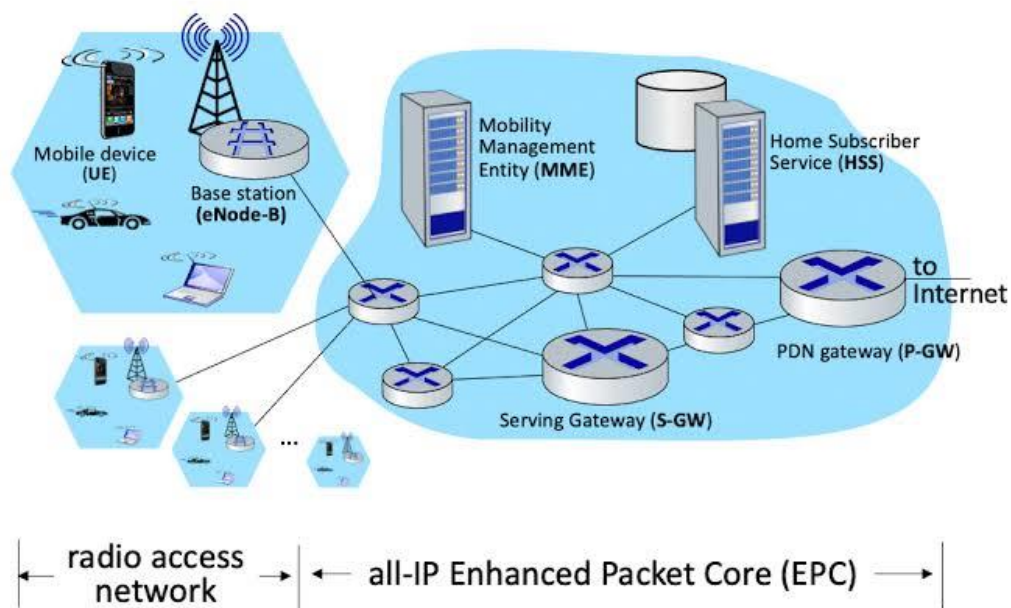 Mobile device
(UE)
Base station
(eNode-B)
Mobility
Management
Entity (MME)
Home Subscriber
Service (HSS)
to
Internet
PDN gateway (P-GW)
Serving Gateway (S-GW)
...
radio access
network
all-IP Enhanced Packet Core (EPC)